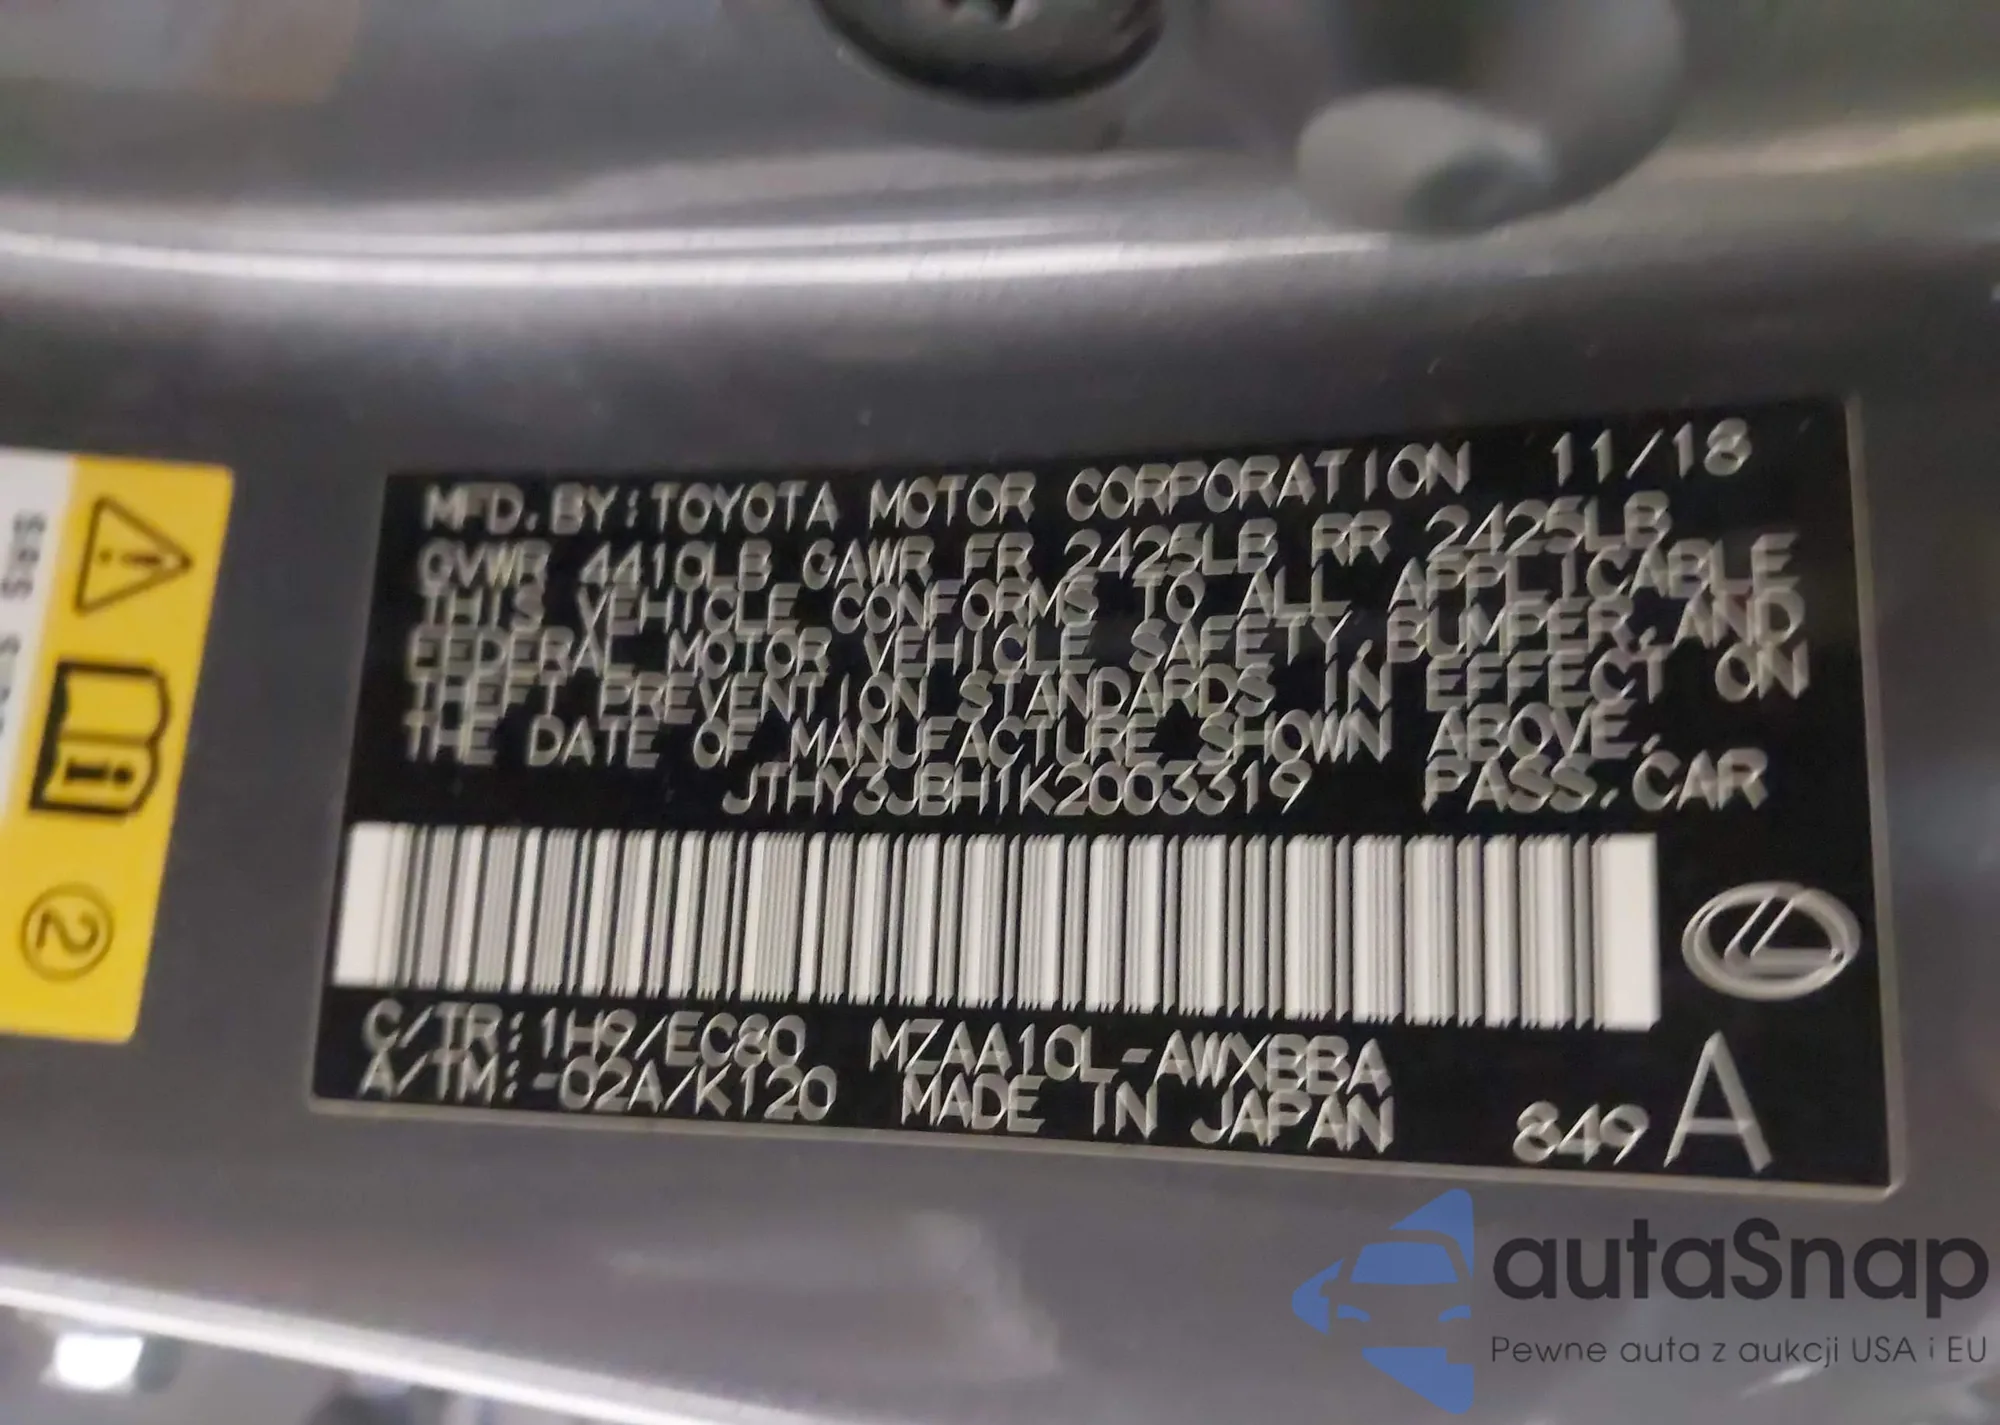 MFD. BY: TOYOTA MOTOR CORPORATION 11/18
GVWR 4410LB GAWR FR 2425LB RR 2425LB
THIS VEHICLE CONFORMS TO ALL APPLICABLE
FEDERAL MOTOR VEHICLE SAFETY, BUMPER, AND
THEFT PREVENTION STANDARDS IN EFFECT ON
THE DATE OF MANUFACTURE SHOWN ABOVE.
JTHY3JBH1K2003319 PASS. CAR
C/TR: 1H9/EC80 MZAA10L-AWXBBA
A/TM: -02A/K120 MADE IN JAPAN 849 A
SRS
2
autaSnap
Pewne auta z aukcji USA i EU